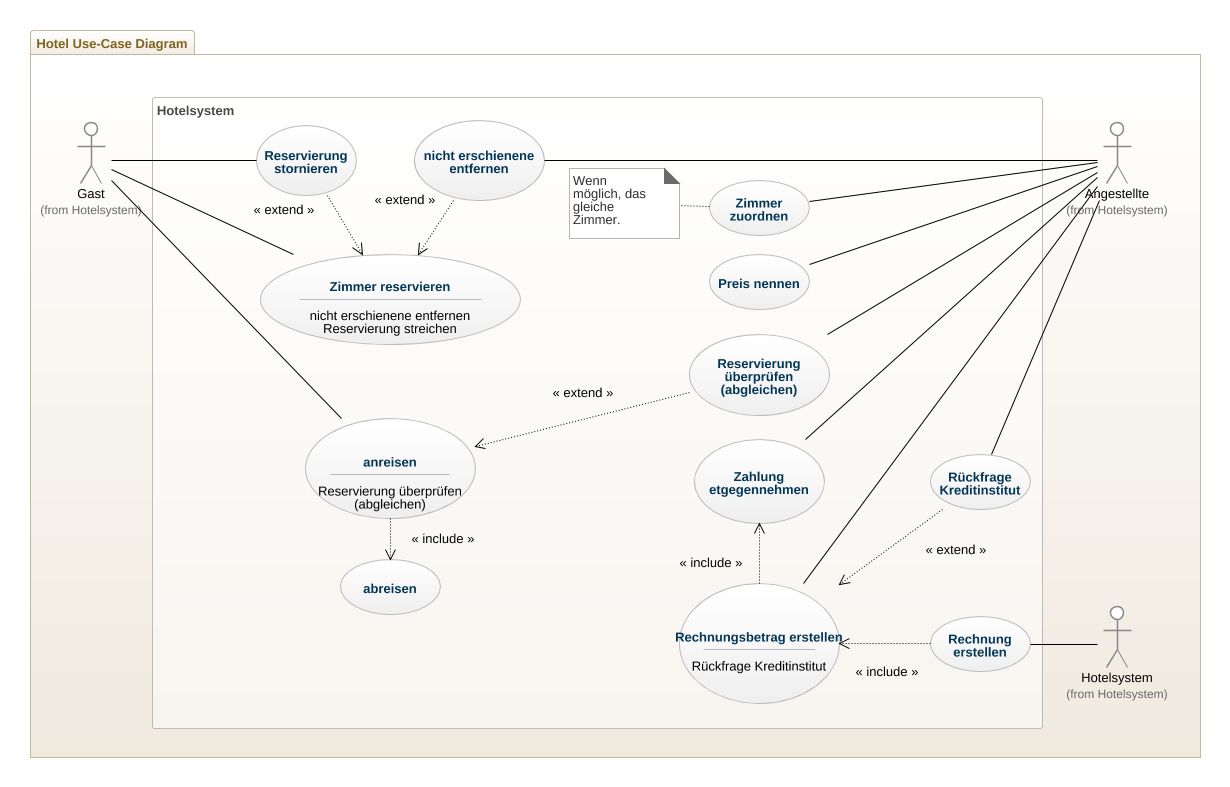 Hotel Use-Case Diagram
Hotelsystem
Gast
(from Hotelsystem)
Reservierung
stornieren
nicht erschienene
entfernen
« extend »
« extend »
Wenn
möglich, das
gleiche
Zimmer.
Zimmer
zuordnen
Angestellte
(from Hotelsystem)
Zimmer reservieren
nicht erschienene entfernen
Reservierung streichen
Preis nennen
Reservierung
überprüfen
(abgleichen)
« extend »
anreisen
Reservierung überprüfen
(abgleichen)
« include »
abreisen
Zahlung
etgegennehmen
Rückfrage
Kreditinstitut
« include »
« extend »
Rechnungsbetrag erstellen
Rückfrage Kreditinstitut
« include »
Rechnung
erstellen
Hotelsystem
(from Hotelsystem)